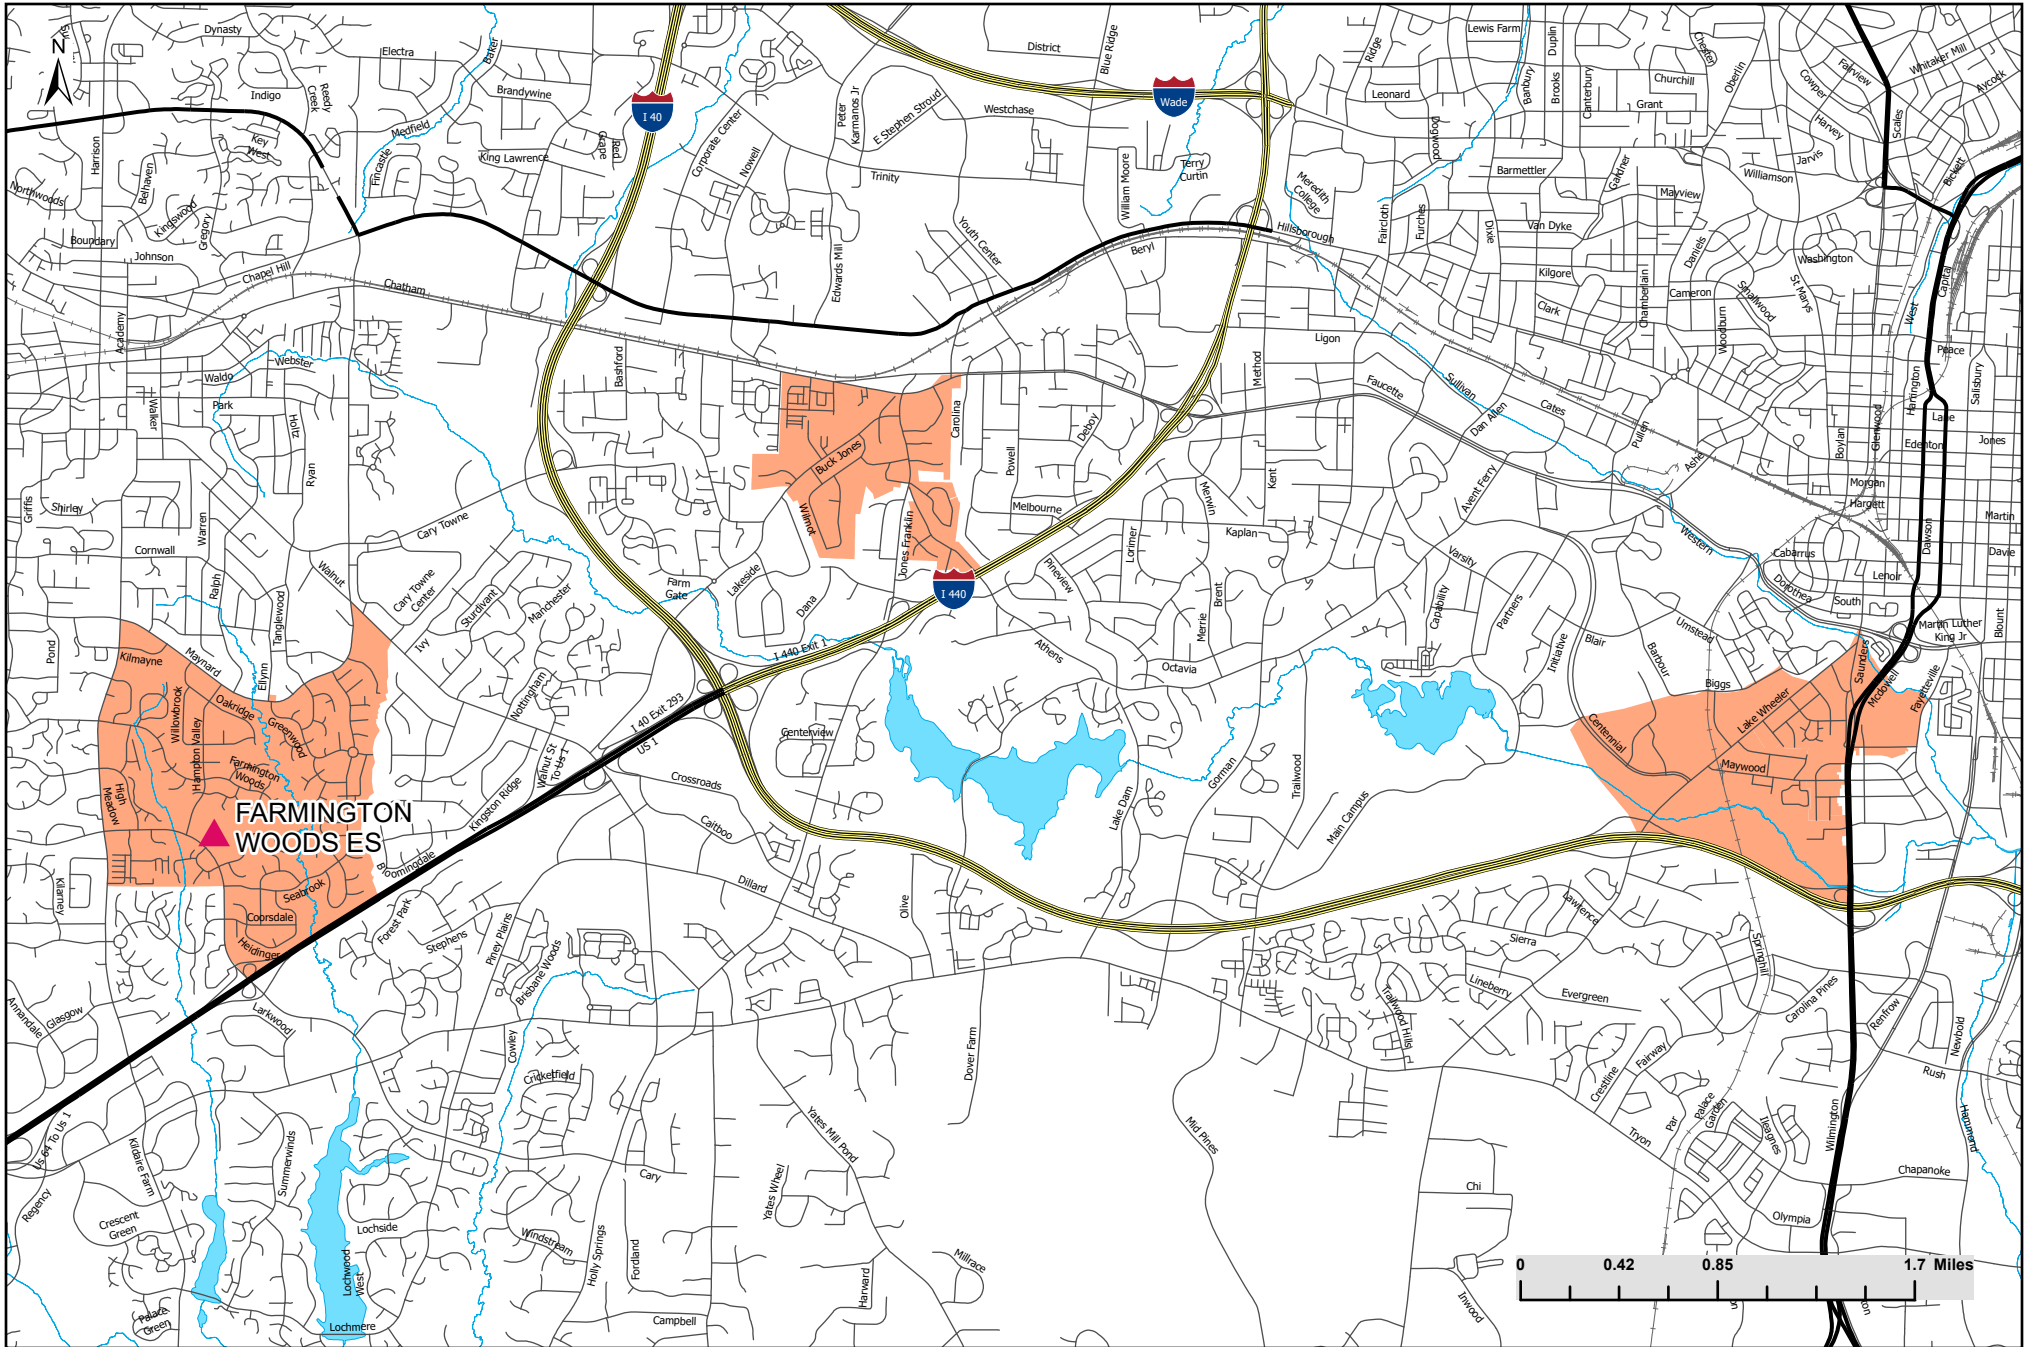 N
Dynasty
Electra
Baker
Indigo
Reedy
Creek
Brandywine
Medfield
Key
West
King Lawrence
Red
Grape
I 40
Corporate Center
Nowell
Peter
Karmanos Jr
E Stephen Stroud
District
Blue Ridge
Westchase
Wade
Trinity
William Moore
Terry
Curtin
Ridge
Leonard
Lewis Farm
Duplin
Banbury
Brooks
Canterbury
Churchill
Grant
Chester
Oberlin
Cowper
Fairview
Whitaker Mill
Aycock
Harvey
Scales
Jarvis
Bickett
Williamson
Mayview
Gardner
Barmettler
Dogwood
Meredith
College
Faircloth
Furches
Dixie
Van Dyke
Daniels
Washington
Hillsborough
Beryl
Youth Center
Edwards Mill
Harrison
Belhaven
Northwoods
Kingswood
Gregory
Fincastle
Boundary
Johnson
Chapel Hill
Chatham
Academy
Kilgore
Clark
Chamberlain
Cameron
Smallwood
St Marys
Woodburn
Capital
West
Peace
Salisbury
Harrington
Lane
Edenton
Jones
Glenwood
Boylan
Morgan
Hargett
Martin
Dawson
Davie
Ligon
Method
Faucette
Sullivan
Cates
Dan Allen
Pullen
Ashe
Avent Ferry
Western
Cabarrus
Lenoir
Dorothea
South
Martin Luther
King Jr
Blount
Webster
Waldo
Park
Walker
Holtz
Ryan
Bashford
Buck Jones
Carolina
Powell
Deboy
Wilmot
Jones Franklin
Melbourne
Merwin
Kent
Kaplan
Lorimer
Pineview
Brent
Merrie
Varsity
Capability
Partners
Initiative
Blair
Barbour
Umstead
Biggs
Saunders
Mcdowell
Fayetteville
Griffis
Shirley
Cornwall
Warren
Cary Towne
Walnut
Ralph
Tanglewood
Cary Towne
Center
Ivy
Sturdivant
Manchester
Farm
Gate
Lakeside
Dana
I 440
I 440 Exit 1
Athens
Octavia
Pond
Kilmayne
Maynard
Ellynn
Willowbrook
Oakridge
Greenwood
Hampton Valley
Farmington
Woods
High
Meadow
FARMINGTON
WOODS ES
Nottingham
I 40 Exit 293
US 1
Walnut St
To Us 1
Kingston Ridge
Bloomingdale
Centerview
Crossroads
Caitboo
Dillard
Olive
Lake Dam
Gorman
Trailwood
Main Campus
Centennial
Lake Wheeler
Maywood
Kilarney
Seabrook
Coorsdale
Heidinger
Forest Park
Stephens
Piney Plains
Brisbane Woods
Annandale
Glasgow
Larkwood
Cowley
Cricketfield
Dover Farm
Sierra
Lawrence
Lineberry
Evergreen
Trailwood Hills
Springhill
Carolina Pines
Renfrow
Newbold
Rush
Fairway
Crestline
Par
Palace
Garden
Ileagnes
Tryon
Wilmington
Hammond
Chapanoke
Olympia
Us 64 To Us 1
Regency
Kildaire Farm
Summerwinds
Crescent
Green
Lochside
Lochwood
West
Palace
Green
Lochmere
Windstream
Holly Springs
Fordland
Cary
Yates Mill Pond
Yates Wheel
Campbell
Harward
Millrace
Mid Pines
Chi
Inwood
0
0.42
0.85
1.7 Miles